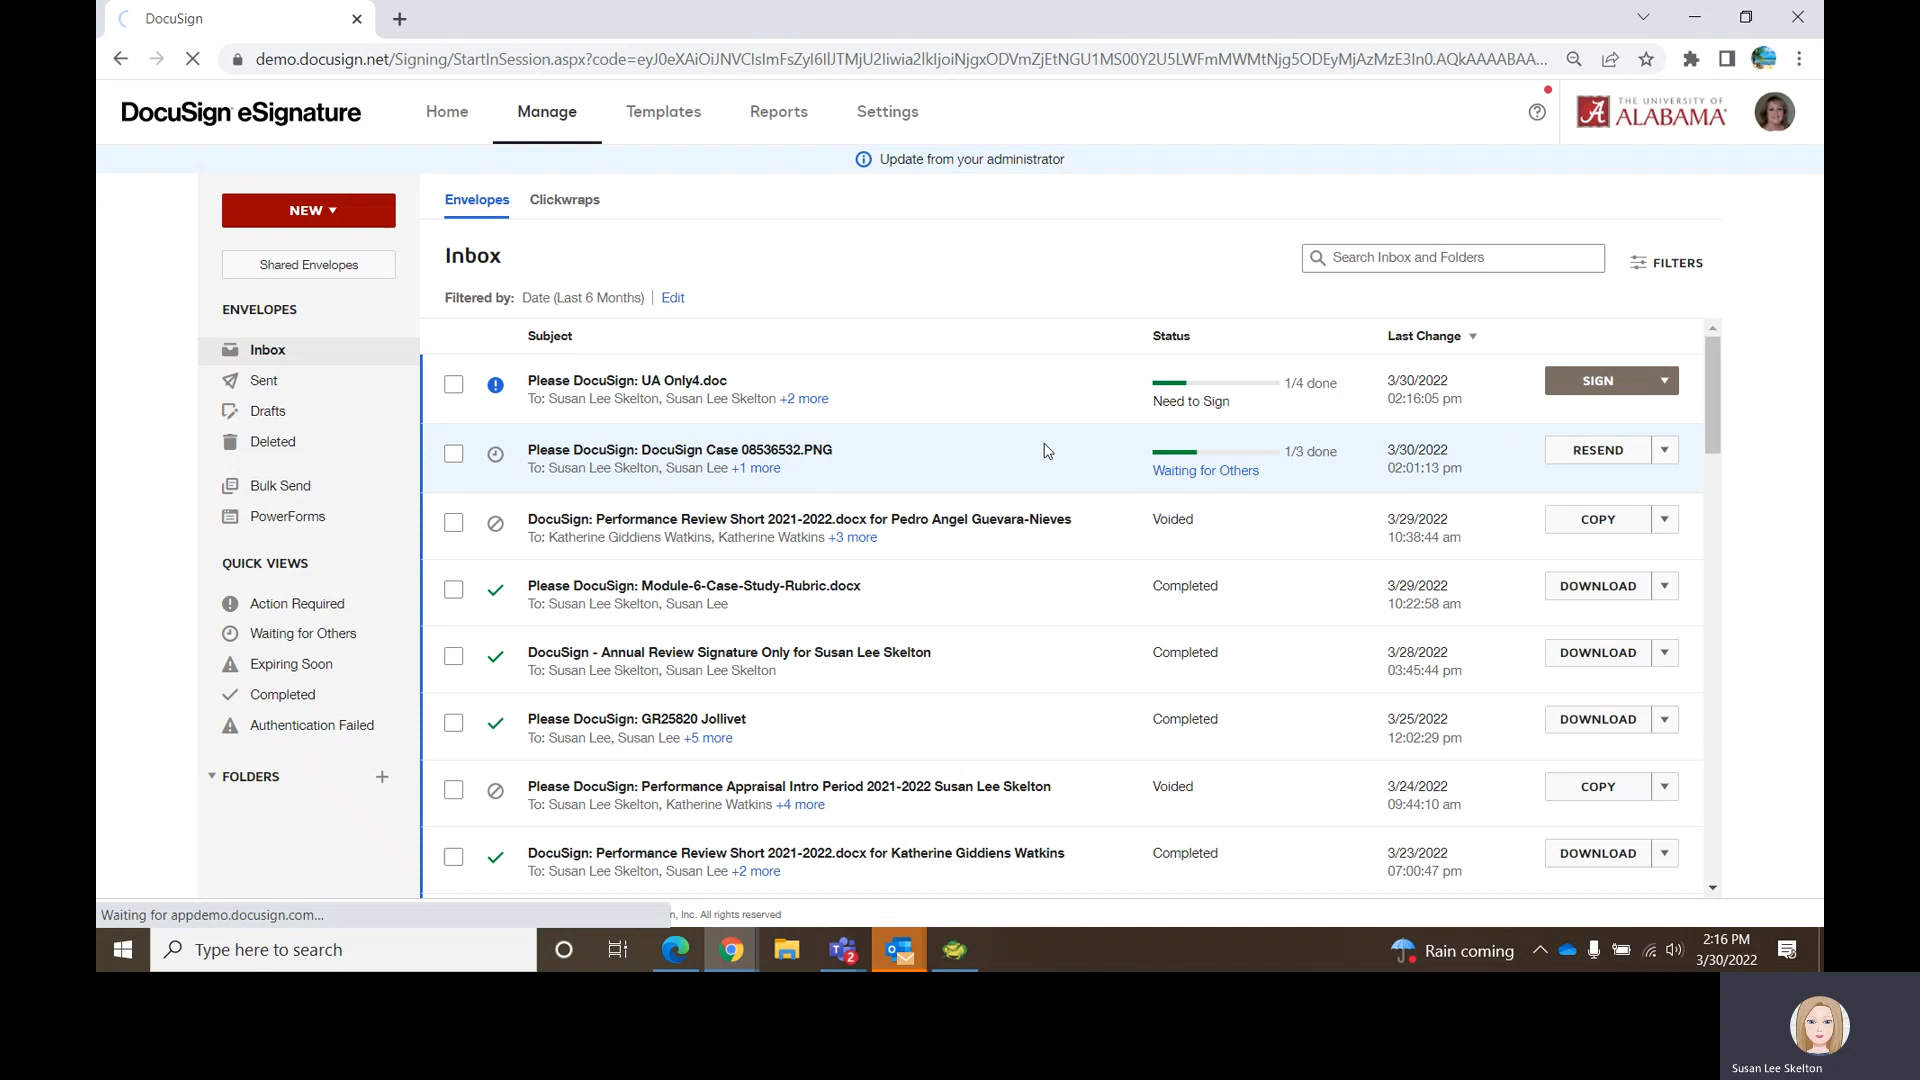 DocuSign
demo.docusign.net/Signing/StartInSession.aspx?code=eyJ0eXAiOiJNVCIsImFsZyI6IlJTMjU2Iiwia2lkIjoiNjgxODVmZjEtNGU1MS00Y2U5LWFmMWMtNjg5ODEyMjAzMzE3In0.AQkAAAABAA...
DocuSign eSignature
Home
Manage
Templates
Reports
Settings
THE UNIVERSITY OF
ALABAMA
Update from your administrator
NEW
Shared Envelopes
ENVELOPES
Inbox
Sent
Drafts
Deleted
Bulk Send
PowerForms
QUICK VIEWS
Action Required
Waiting for Others
Expiring Soon
Completed
Authentication Failed
FOLDERS
Envelopes
Clickwraps
Inbox
Search Inbox and Folders
FILTERS
Filtered by: Date (Last 6 Months) | Edit
Subject
Status
Last Change
Please DocuSign: UA Only4.doc
To: Susan Lee Skelton, Susan Lee Skelton +2 more
1/4 done
Need to Sign
3/30/2022
02:16:05 pm
SIGN
Please DocuSign: DocuSign Case 08536532.PNG
To: Susan Lee Skelton, Susan Lee +1 more
1/3 done
Waiting for Others
3/30/2022
02:01:13 pm
RESEND
DocuSign: Performance Review Short 2021-2022.docx for Pedro Angel Guevara-Nieves
To: Katherine Giddiens Watkins, Katherine Watkins +3 more
Voided
3/29/2022
10:38:44 am
COPY
Please DocuSign: Module-6-Case-Study-Rubric.docx
To: Susan Lee Skelton, Susan Lee
Completed
3/29/2022
10:22:58 am
DOWNLOAD
DocuSign - Annual Review Signature Only for Susan Lee Skelton
To: Susan Lee Skelton, Susan Lee Skelton
Completed
3/28/2022
03:45:44 pm
DOWNLOAD
Please DocuSign: GR25820 Jollivet
To: Susan Lee, Susan Lee Skelton +5 more
Completed
3/25/2022
12:02:29 pm
DOWNLOAD
Please DocuSign: Performance Appraisal Intro Period 2021-2022 Susan Lee Skelton
To: Susan Lee Skelton, Katherine Watkins +4 more
Voided
3/24/2022
09:44:10 am
COPY
DocuSign: Performance Review Short 2021-2022.docx for Katherine Giddiens Watkins
To: Susan Lee Skelton, Susan Lee +2 more
Completed
3/23/2022
07:00:47 pm
DOWNLOAD
Waiting for appdemo.docusign.com...
n, Inc. All rights reserved
Type here to search
2
Rain coming
2:16 PM
3/30/2022
Susan Lee Skelton